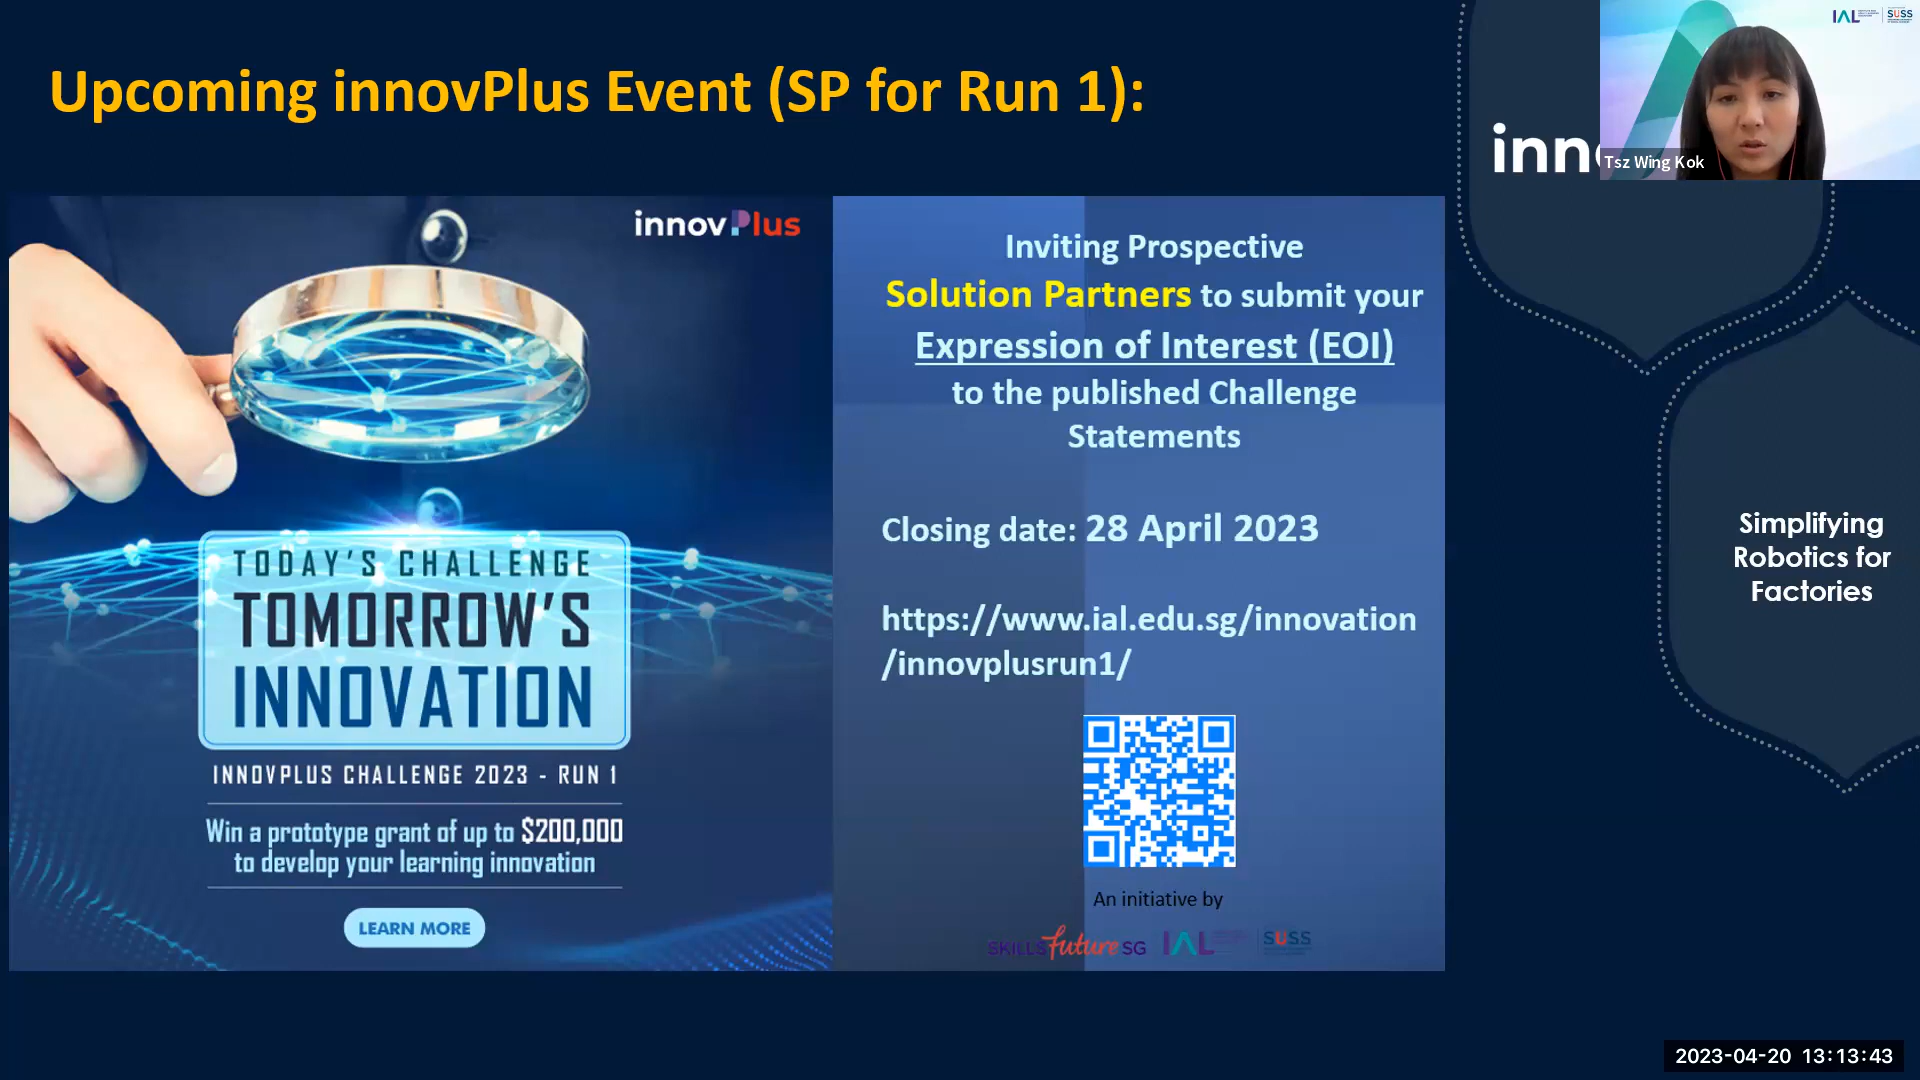 Upcoming innovPlus Event (SP for Run 1):
inno
IAL
SUSS
Tsz Wing Kok
innovPlus
TODAY'S CHALLENGE
TOMORROW'S
INNOVATION
INNOVPLUS CHALLENGE 2023 - RUN 1
Win a prototype grant of up to $200,000
to develop your learning innovation
LEARN MORE
Inviting Prospective
Solution Partners to submit your
Expression of Interest (EOI)
to the published Challenge
Statements
Closing date: 28 April 2023
https://www.ial.edu.sg/innovation
/innovplusrun1/
An initiative by
SKILLSfuture SG
IAL
SUSS
Simplifying
Robotics for
Factories
2023-04-20 13:13:43